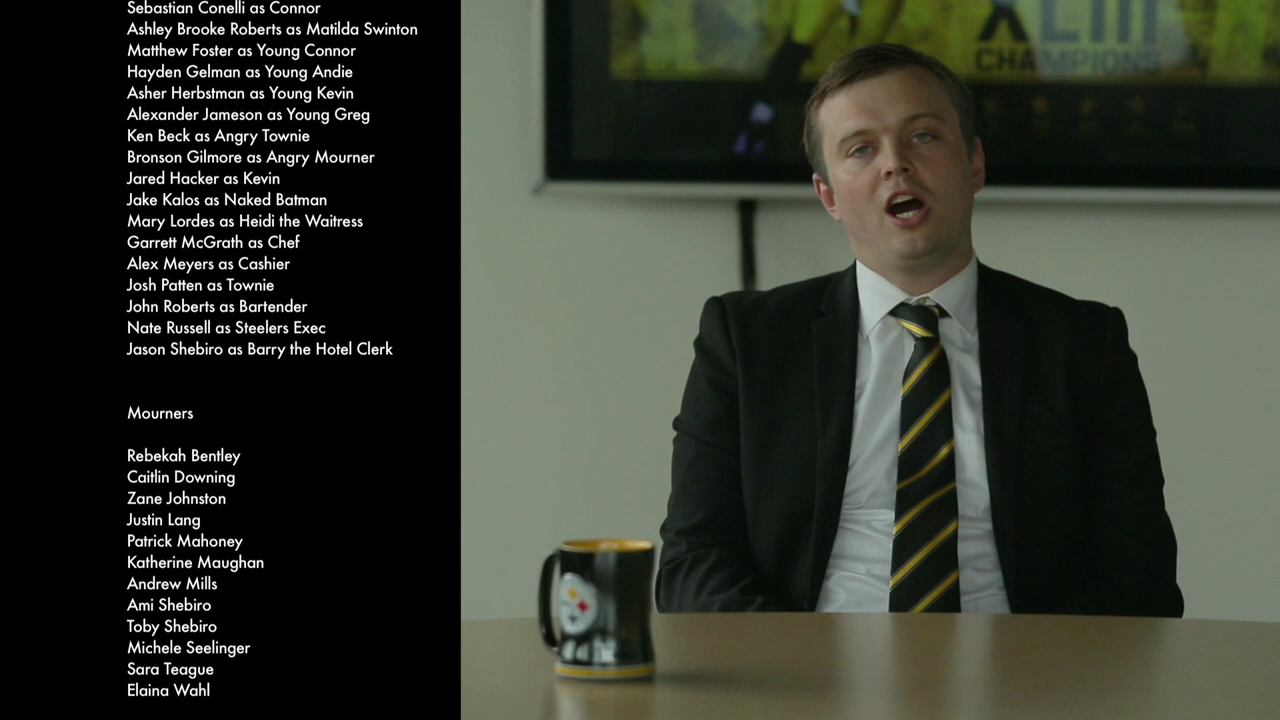 Sebastian Conelli as Connor
Ashley Brooke Roberts as Matilda Swinton
Matthew Foster as Young Connor
Hayden Gelman as Young Andie
Asher Herbstman as Young Kevin
Alexander Jameson as Young Greg
Ken Beck as Angry Townie
Bronson Gilmore as Angry Mourner
Jared Hacker as Kevin
Jake Kalos as Naked Batman
Mary Lordes as Heidi the Waitress
Garrett McGrath as Chef
Alex Meyers as Cashier
Josh Patten as Townie
John Roberts as Bartender
Nate Russell as Steelers Exec
Jason Shebiro as Barry the Hotel Clerk
Mourners
Rebekah Bentley
Caitlin Downing
Zane Johnston
Justin Lang
Patrick Mahoney
Katherine Maughan
Andrew Mills
Ami Shebiro
Toby Shebiro
Michele Seelinger
Sara Teague
Elaina Wahl
XLIII
CHAMPIONS